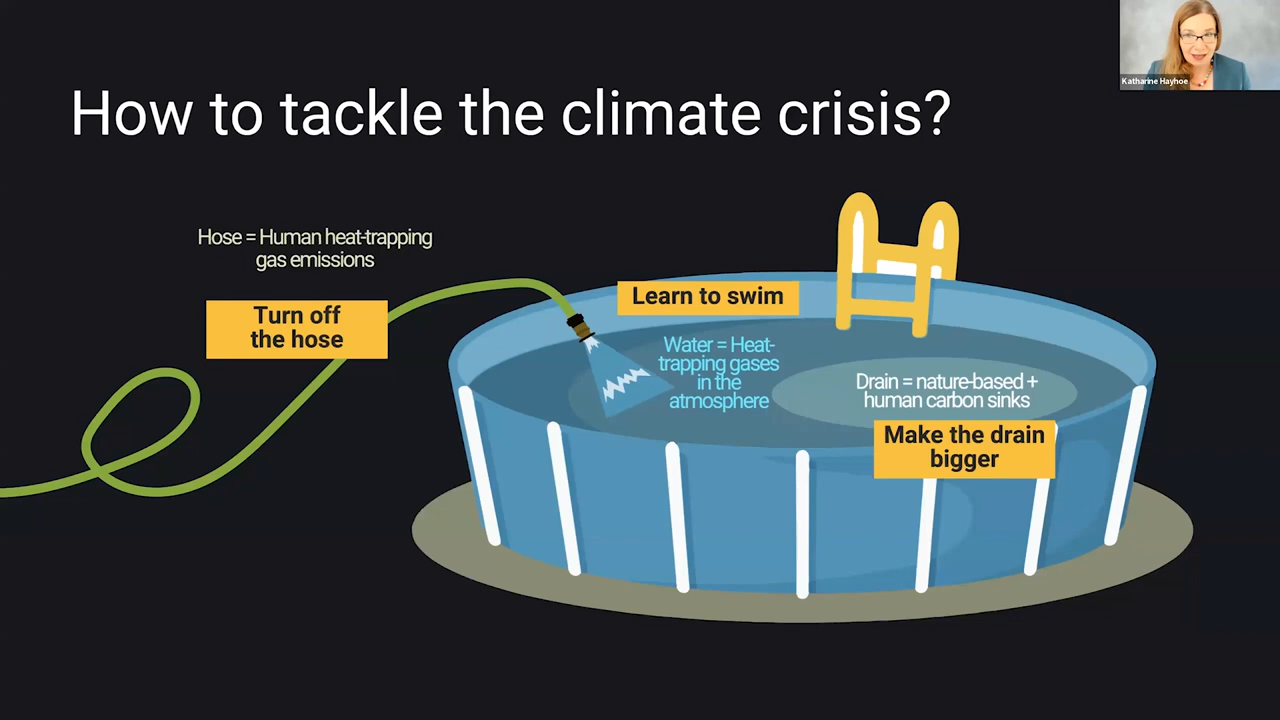 Katharine Hayhoe
How to tackle the climate crisis?
Hose = Human heat-trapping
gas emissions
Turn off
the hose
Learn to swim
Water = Heat-
trapping gases
in the
atmosphere
Drain = nature-based +
human carbon sinks
Make the drain
bigger